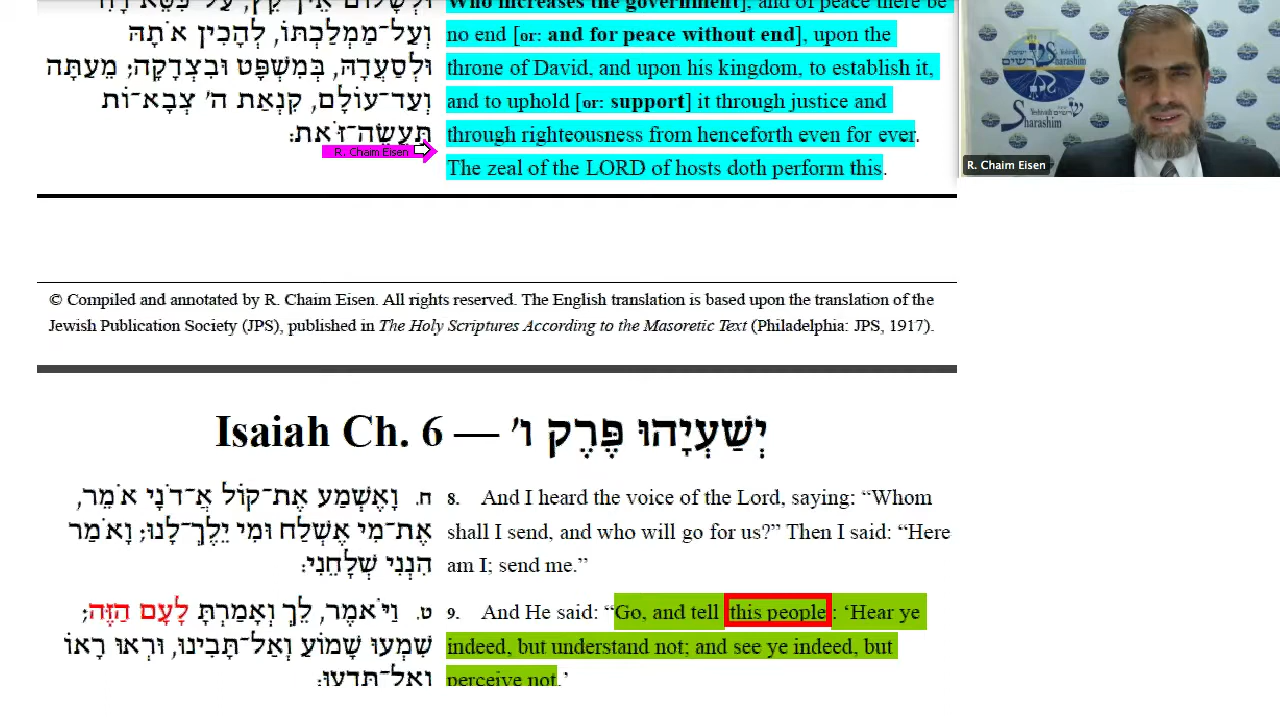 וּלְשָׁלוֹם אֵין־קֵץ, עַל־כִּסֵּא דָוִד
וְעַל־מַמְלַכְתּוֹ, לְהָכִין אֹתָהּ
וּלְסַעֲדָהּ, בְּמִשְׁפָּט וּבִצְדָקָה; מֵעַתָּה
וְעַד־עוֹלָם, קִנְאַת ה' צְבָא־וֹת
תַּעֲשֶׂה־זֹּאת:
R. Chaim Eisen
Who increases the government], and of peace there be
no end [or: and for peace without end], upon the
throne of David, and upon his kingdom, to establish it,
and to uphold [or: support] it through justice and
through righteousness from henceforth even for ever.
The zeal of the LORD of hosts doth perform this.
ישיבת
שרשים
Yeshivath
Sharashim
R. Chaim Eisen
© Compiled and annotated by R. Chaim Eisen. All rights reserved. The English translation is based upon the translation of the
Jewish Publication Society (JPS), published in The Holy Scriptures According to the Masoretic Text (Philadelphia: JPS, 1917).
Isaiah Ch. 6 — יְשַׁעְיָהוּ פֶּרֶק ו'
ח. וָאֶשְׁמַע אֶת־קוֹל אֲ־דֹנָי אֹמֵר,
אֶת־מִי אֶשְׁלַח וּמִי יֵלֶךְ־לָנוּ; וָאֹמַר
הִנְנִי שְׁלָחֵנִי:
8. And I heard the voice of the Lord, saying: “Whom
shall I send, and who will go for us?” Then I said: “Here
am I; send me.”
ט. וַיֹּאמֶר, לֵךְ וְאָמַרְתָּ לָעָם הַזֶּה;
שִׁמְעוּ שָׁמוֹעַ וְאַל־תָּבִינוּ, וּרְאוּ רָאוֹ
וְאַל־תֵּדָעוּ:
9. And He said: “Go, and tell this people: ‘Hear ye
indeed, but understand not; and see ye indeed, but
perceive not.’